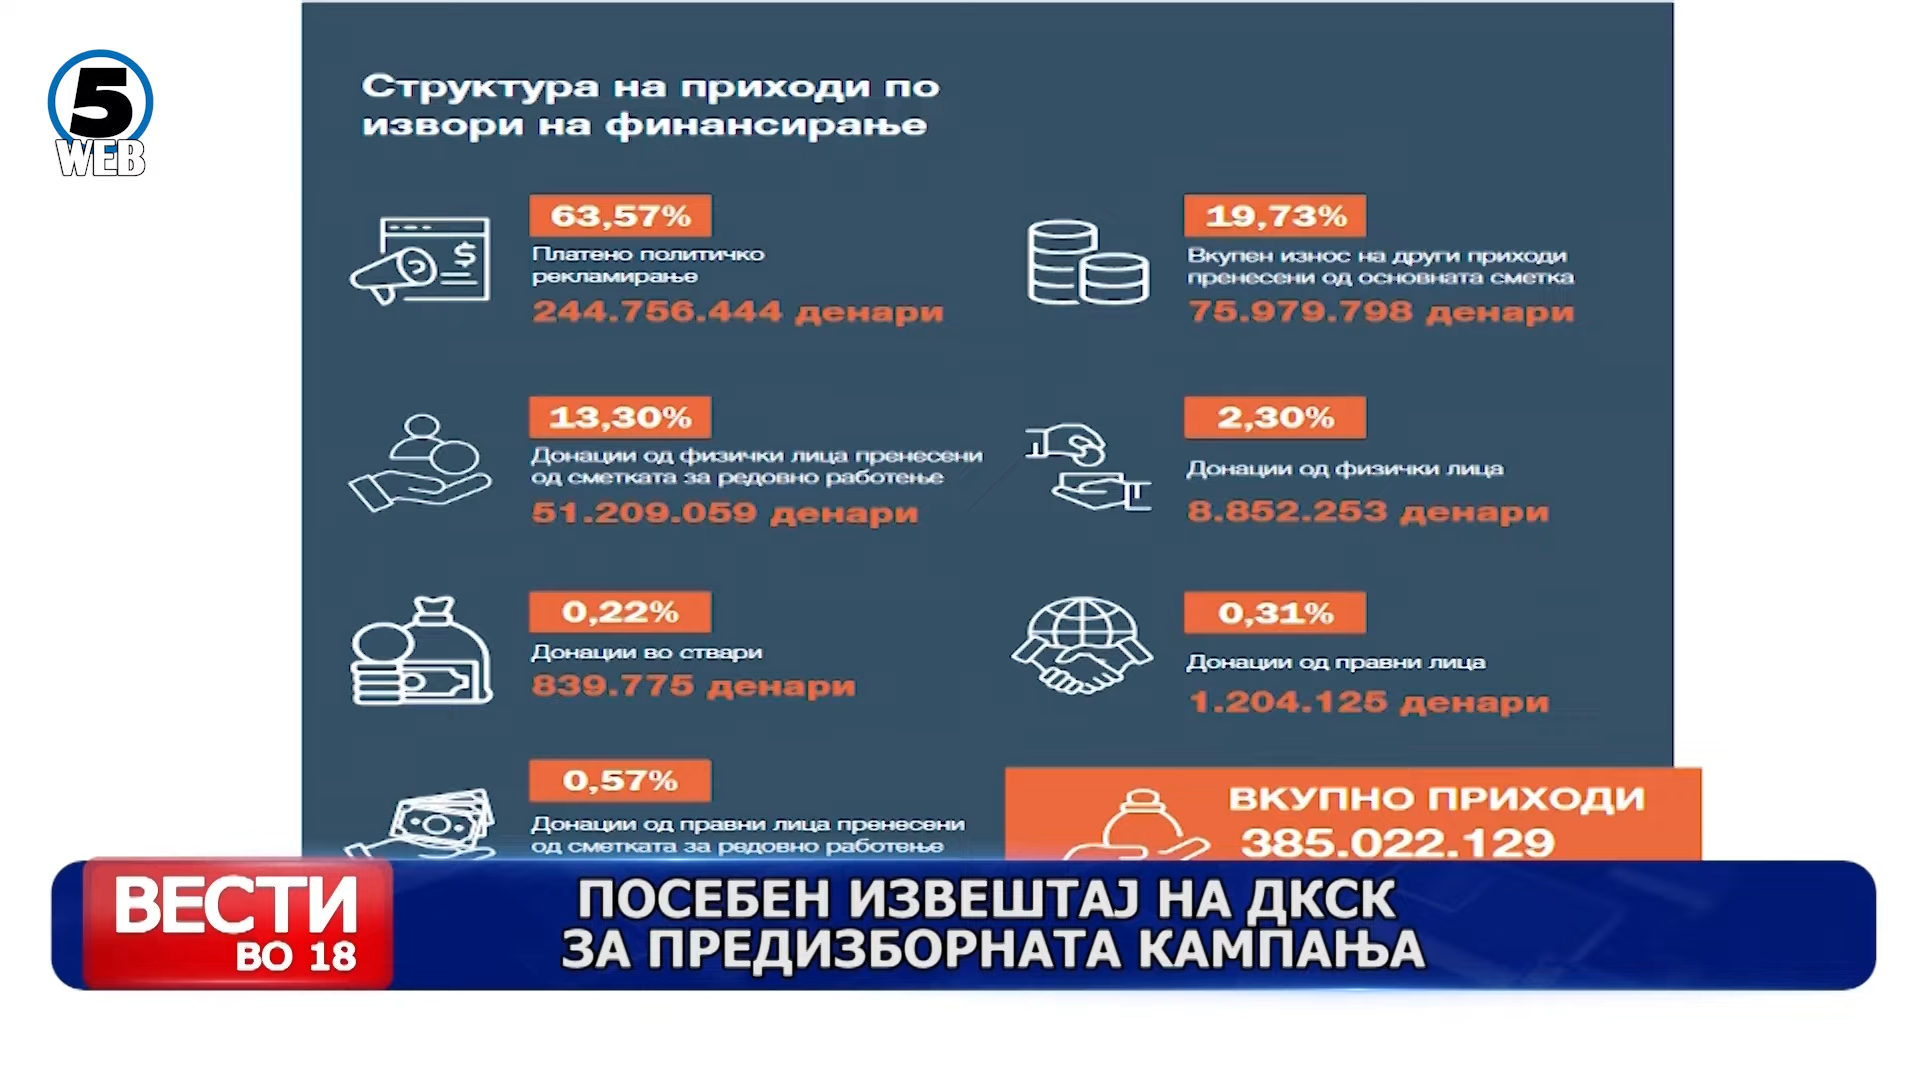 5
WEB
Структура на приходи по
извори на финансирање
63,57%
Платено политичко
рекламирање
244.756.444 денари
19,73%
Вкупен износ на други приходи
пренесени од основната сметка
75.979.798 денари
13,30%
Донации од физички лица пренесени
од сметката за редовно работење
51.209.059 денари
2,30%
Донации од физички лица
8.852.253 денари
0,22%
Донации во ствари
839.775 денари
0,31%
Донации од правни лица
1.204.125 денари
0,57%
Донации од правни лица пренесени
од сметката за редовно работење
ВКУПНО ПРИХОДИ
385.022.129
ВЕСТИ
ВО 18
ПОСЕБЕН ИЗВЕШТАЈ НА ДКСК
ЗА ПРЕДИЗБОРНАТА КАМПАЊА